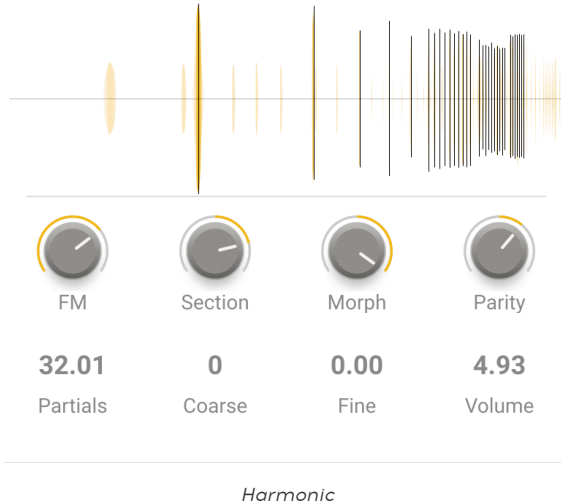 FM Section Morph Parity
32.01 0 0.00 4.93
Partials Coarse Fine Volume
Harmonic